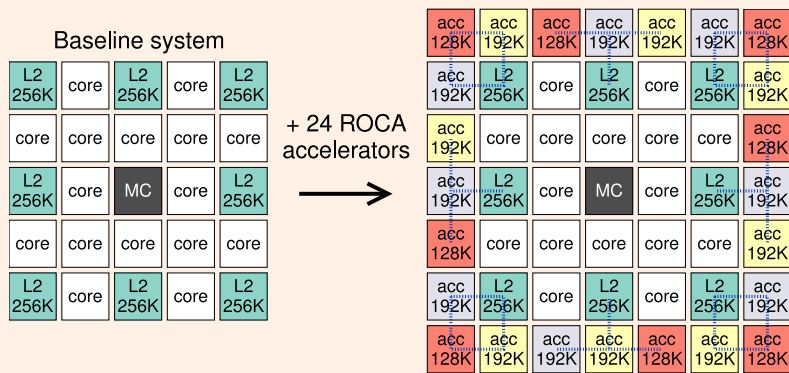 Baseline system
L2 core L2 core L2
256K 256K 256K
core core core core core
L2 core MC core L2
256K 256K
core core core core core
L2 core L2 core L2
256K 256K 256K
+ 24 ROCA
accelerators
acc acc acc acc acc acc acc
128K 192K 128K 192K 192K 192K 128K
acc L2 core L2 core L2 acc
192K 256K 256K 256K 192K
acc core core core core core acc
192K 128K
acc L2 core MC core L2 acc
192K 256K 256K 192K
acc core core core core core acc
128K 192K
acc L2 core L2 core L2 acc
192K 256K 256K 256K 192K
acc acc acc acc acc acc acc
128K 192K 192K 192K 128K 192K 128K